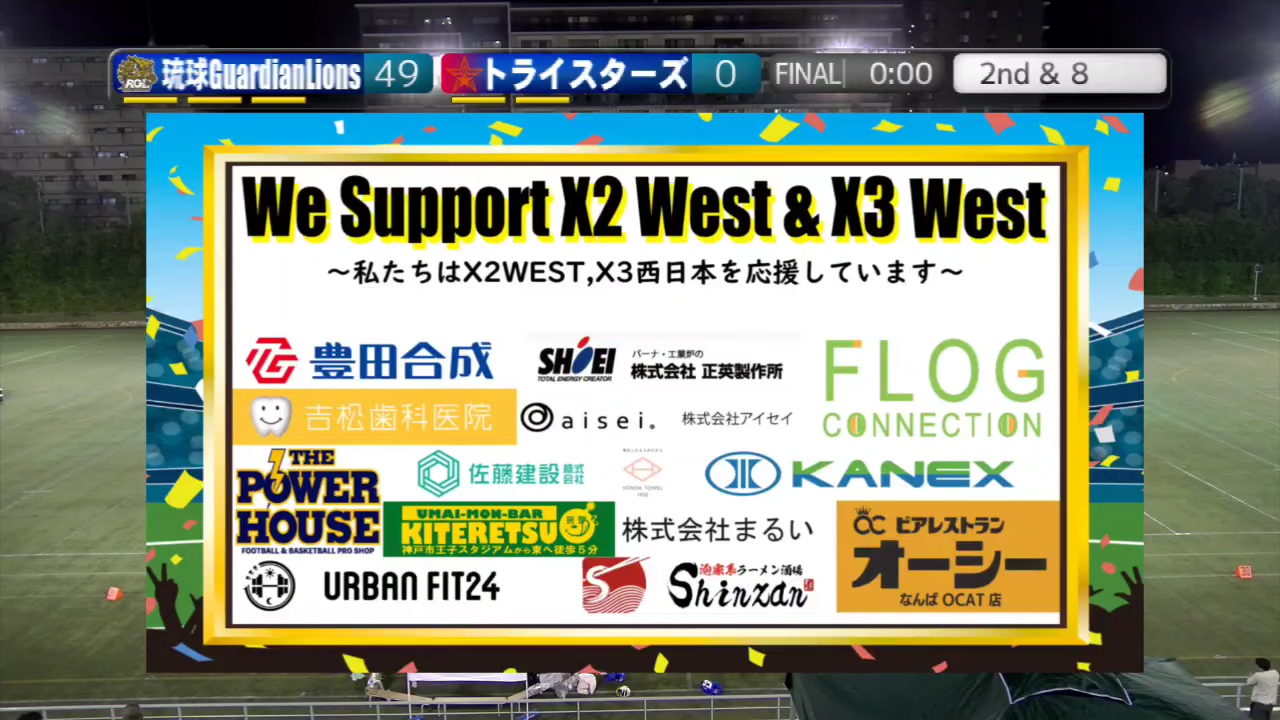 RGL 琉球GuardianLions 49 トライスターズ 0 FINAL 0:00 2nd & 8
We Support X2 West & X3 West
〜私たちはX2WEST,X3西日本を応援しています〜
豊田合成
SHOEI
TOTAL ENERGY CREATOR
バーナ・工業炉の
株式会社 正英製作所
FLOG
CONNECTION
吉松歯科医院
aisei.
株式会社アイセイ
THE
POWER
HOUSE
FOOTBALL & BASKETBALL PRO SHOP
佐藤建設株式会社
HONDA TOWEL
1932
KANEX
UMAI-MON-BAR
KITERETSU
神戸市王子スタジアムから東へ徒歩5分
株式会社まるい
OC ビアレストラン
オーシー
なんば OCAT 店
URBAN FIT24
泡家系ラーメン酒場
Shinzan